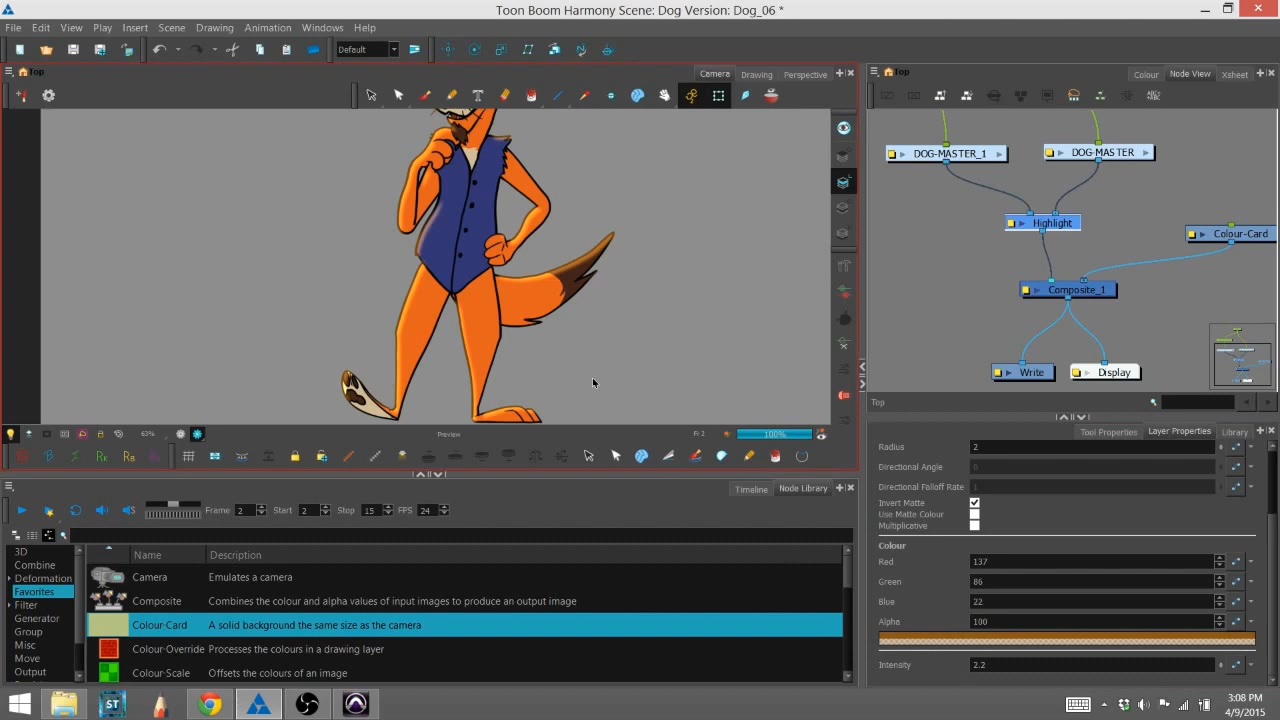 Toon Boom Harmony Scene: Dog Version: Dog_06 *
File Edit View Play Insert Scene Drawing Animation Windows Help
Default
Top
Camera Drawing Perspective
Top
Colour Node View Xsheet
DOG-MASTER_1
DOG-MASTER
Highlight
Colour-Card
Composite_1
Write
Display
Top
63%
Preview
Fr 2
100%
Tool Properties Layer Properties Library
Radius 2
Directional Angle 0
Directional Falloff Rate 1
Invert Matte
Use Matte Colour
Multiplicative
Colour
Red 137
Green 86
Blue 22
Alpha 100
Intensity 2.2
Timeline Node Library
Frame 2 Start 2 Stop 15 FPS 24
3D
Combine
Deformation
Favorites
Filter
Generator
Group
Misc
Move
Output
Name Description
Camera Emulates a camera
Composite Combines the colour and alpha values of input images to produce an output image
Colour-Card A solid background the same size as the camera
Colour-Override Processes the colours in a drawing layer
Colour-Scale Offsets the colours of an image
ST
3:08 PM
4/9/2015